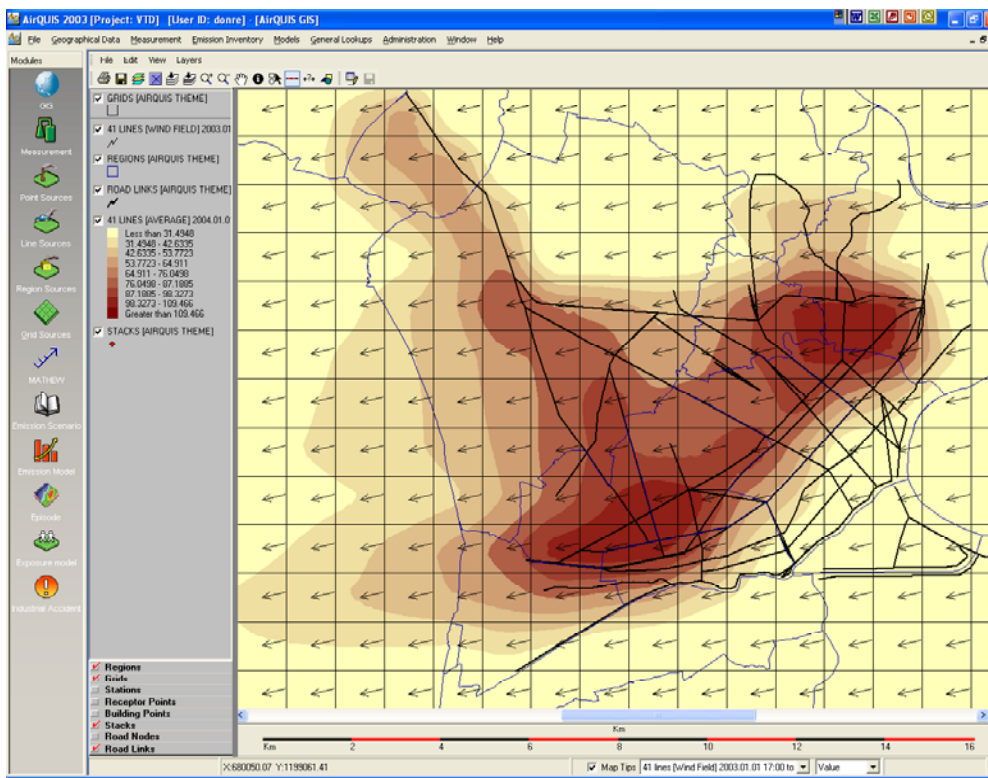 AirQUIS 2003 [Project: VTD] [User ID: donre] - [AirQUIS GIS]
File Geographical Data Measurement Emission Inventory Models General Lookups Administration Window Help
Modules
File Edit View Layers
GIS
Measurement
Point Sources
Line Sources
Region Sources
Grid Sources
MATHEW
Emission Scenario
Emission Model
Episode
Exposure model
Industrial Accident
GRIDS [AIRQUIS THEME]
41 LINES [WIND FIELD] 2003.01
REGIONS [AIRQUIS THEME]
ROAD LINKS [AIRQUIS THEME]
41 LINES [AVERAGE] 2004.01.0
Less than 31.4948
31.4948 - 42.6335
42.6335 - 53.7723
53.7723 - 64.911
64.911 - 76.0498
76.0498 - 87.1885
87.1885 - 98.3273
98.3273 - 109.466
Greater than 109.466
STACKS [AIRQUIS THEME]
Regions
Grids
Stations
Receptor Points
Building Points
Stacks
Road Nodes
Road Links
Km
Km 2 4 6 8 10 12 14 16
X:680050.07 Y:1199061.41
Map Tips 41 lines [Wind Field] 2003.01.01 17:00 to Value